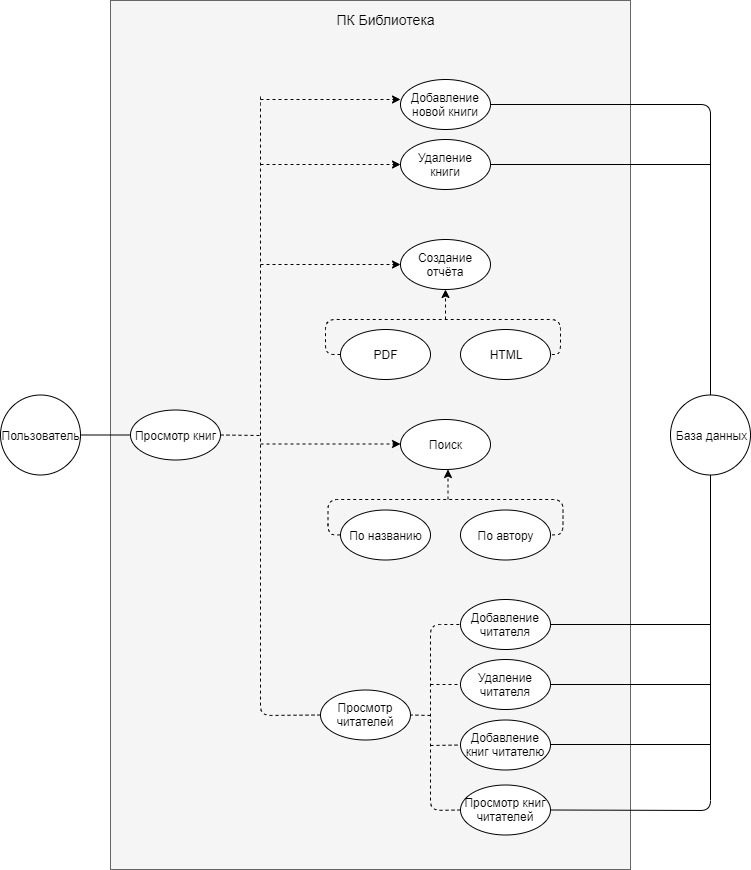 ПК Библиотека
Добавление
новой книги
Удаление
книги
Создание
отчёта
PDF
HTML
Пользователь
Просмотр книг
Поиск
База данных
По названию
По автору
Добавление
читателя
Удаление
читателя
Просмотр
читателей
Добавление
книг читателю
Просмотр книг
читателей